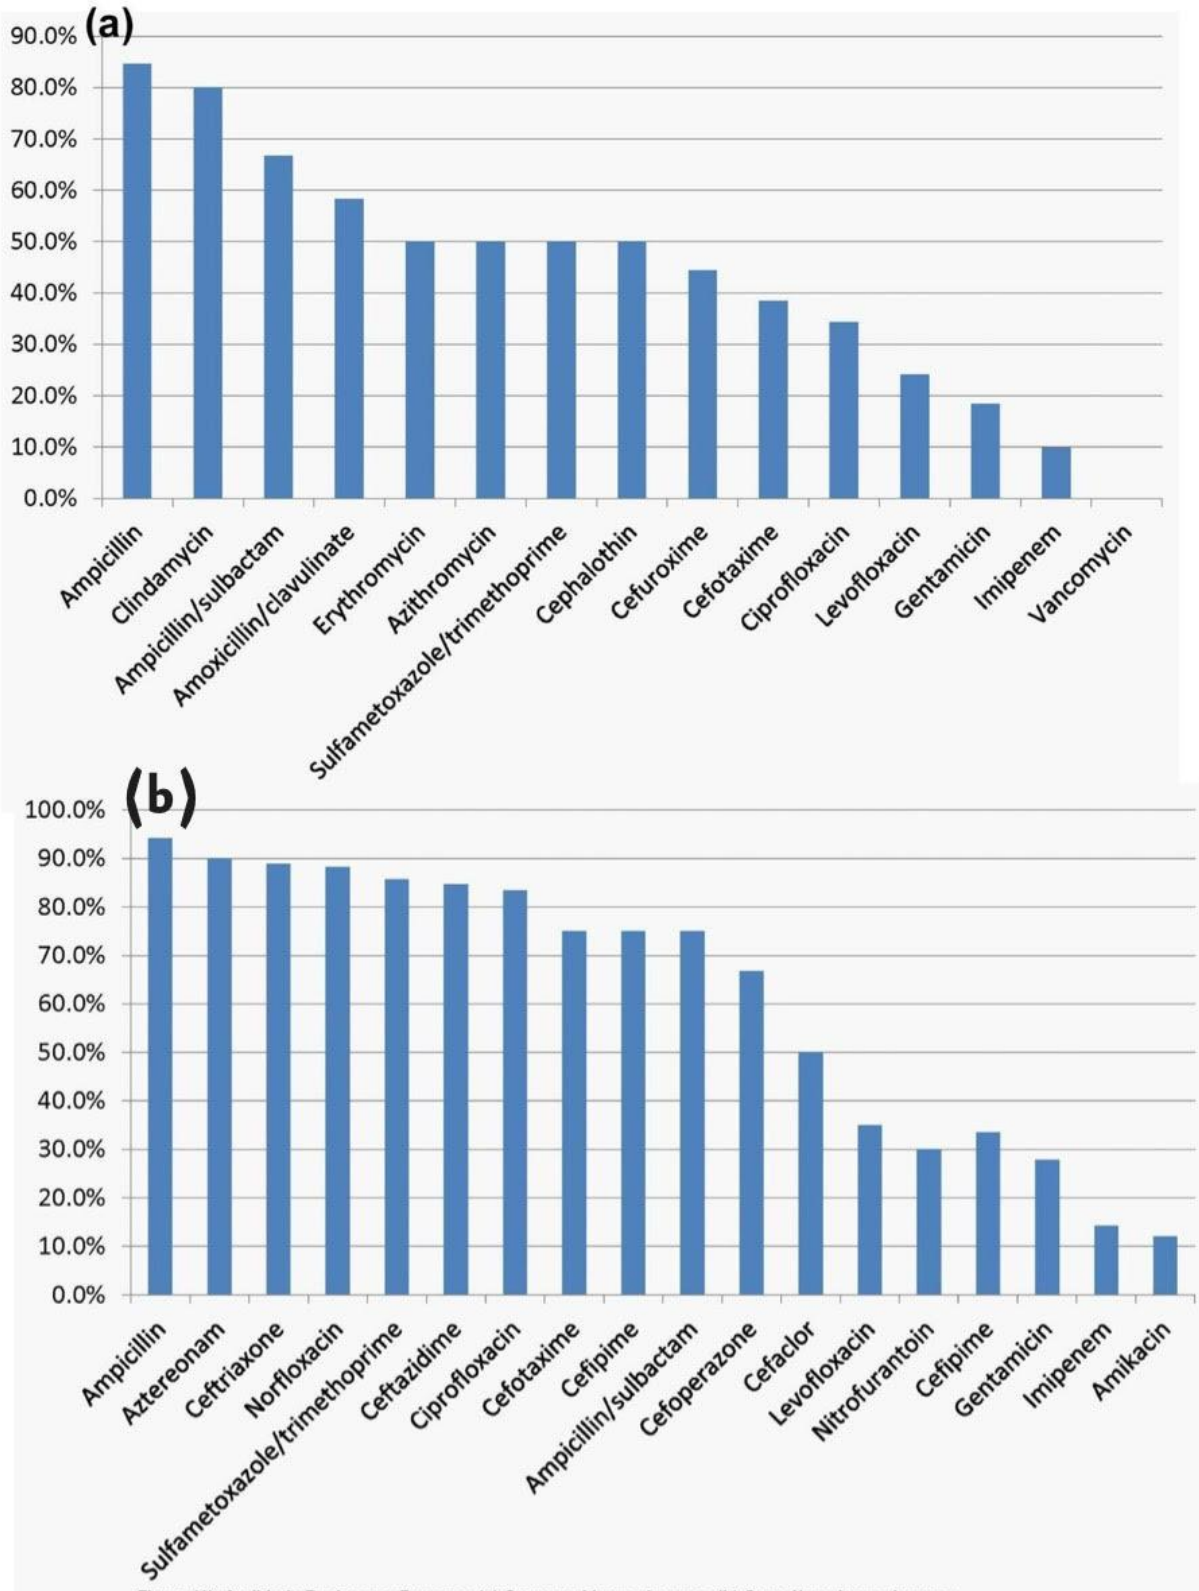 (a)
90.0%
80.0%
70.0%
60.0%
50.0%
40.0%
30.0%
20.0%
10.0%
0.0%
Ampicillin
Clindamycin
Ampicillin/sulbactam
Amoxicillin/clavulinate
Erythromycin
Azithromycin
Sulfametoxazole/trimethoprime
Cephalothin
Cefuroxime
Cefotaxime
Ciprofloxacin
Levofloxacin
Gentamicin
Imipenem
Vancomycin
(b)
100.0%
90.0%
80.0%
70.0%
60.0%
50.0%
40.0%
30.0%
20.0%
10.0%
0.0%
Ampicillin
Aztereonam
Ceftriaxone
Norfloxacin
Sulfametoxazole/trimethoprime
Ceftazidime
Ciprofloxacin
Cefotaxime
Cefipime
Ampicillin/sulbactam
Cefoperazone
Cefaclor
Levofloxacin
Nitrofurantoin
Cefipime
Gentamicin
Imipenem
Amikacin